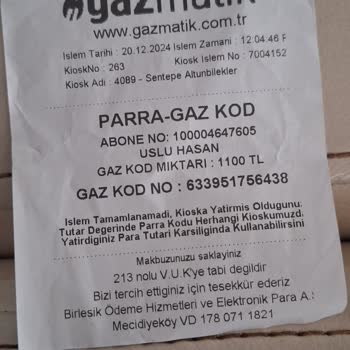 gazmatik
www.gazmatik.com.tr
Islem Tarihi : 20.12.2024 Islem Zamani : 12:04:46 P
KioskNo : 263 Kiosk Islem No : 7004152
Kiosk Adi : 4089 - Sentepe Altunbilekler
PARRA-GAZ KOD
ABONE NO: 100004647605
USLU HASAN
GAZ KOD MIKTARI : 1100 TL
GAZ KOD NO : 633951756438
Islem Tamamlanamadi, Kioska Yatirmis Oldugunu
Tutar Degerinde Parra Kodu Herhangi Kioskumuzd
Yatirdiginiz Para Tutari Karsiliginda Kullanabilirsini
Makbuzunuzu saklayiniz
213 nolu V.U.K'ye tabi degildir
Bizi tercih ettiginiz için tesekkür ederiz
Birlesik Ödeme Hizmetleri ve Elektronik Para A.:
Mecidiyeköy VD 178 071 1821